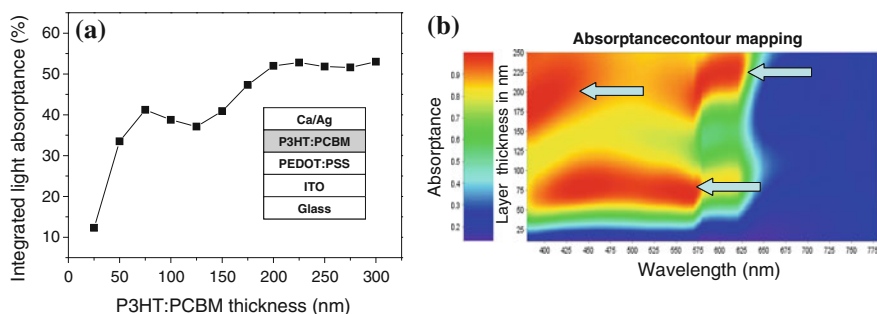 (a)
Integrated light absorptance (%)
60
50
40
30
20
10
0 50 100 150 200 250 300
P3HT:PCBM thickness (nm)
Ca/Ag
P3HT:PCBM
PEDOT:PSS
ITO
Glass
(b)
Absorptancecontour mapping
Absorptance
0.9
0.8
0.7
0.6
0.5
0.4
0.3
0.2
Layer thickness in nm
250
225
200
175
150
125
100
75
50
25
400 425 450 475 500 525 550 575 600 625 650 675 700 725 750 775
Wavelength (nm)